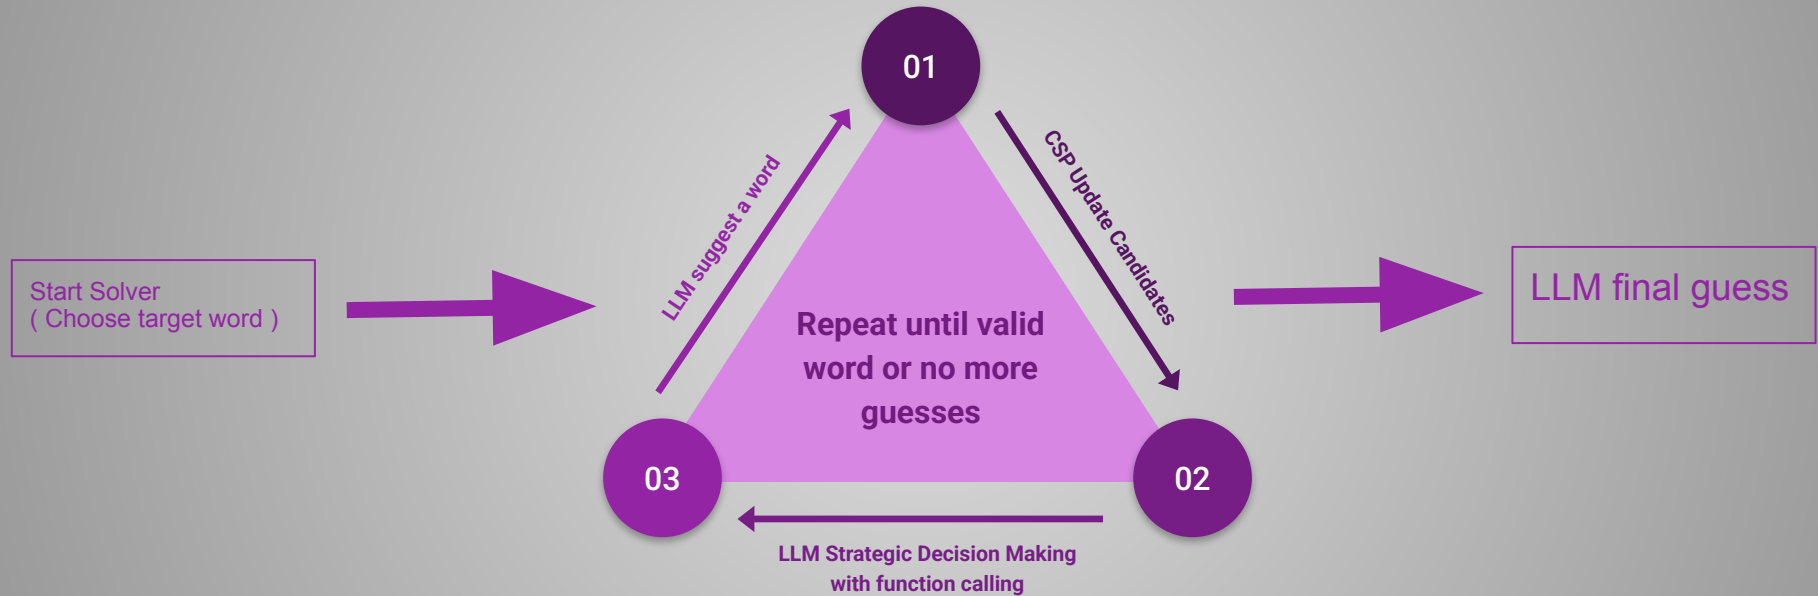 01
LLM suggest a word
CSP Update Candidates
Start Solver
( Choose target word )
Repeat until valid
word or no more
guesses
LLM final guess
03
02
LLM Strategic Decision Making
with function calling